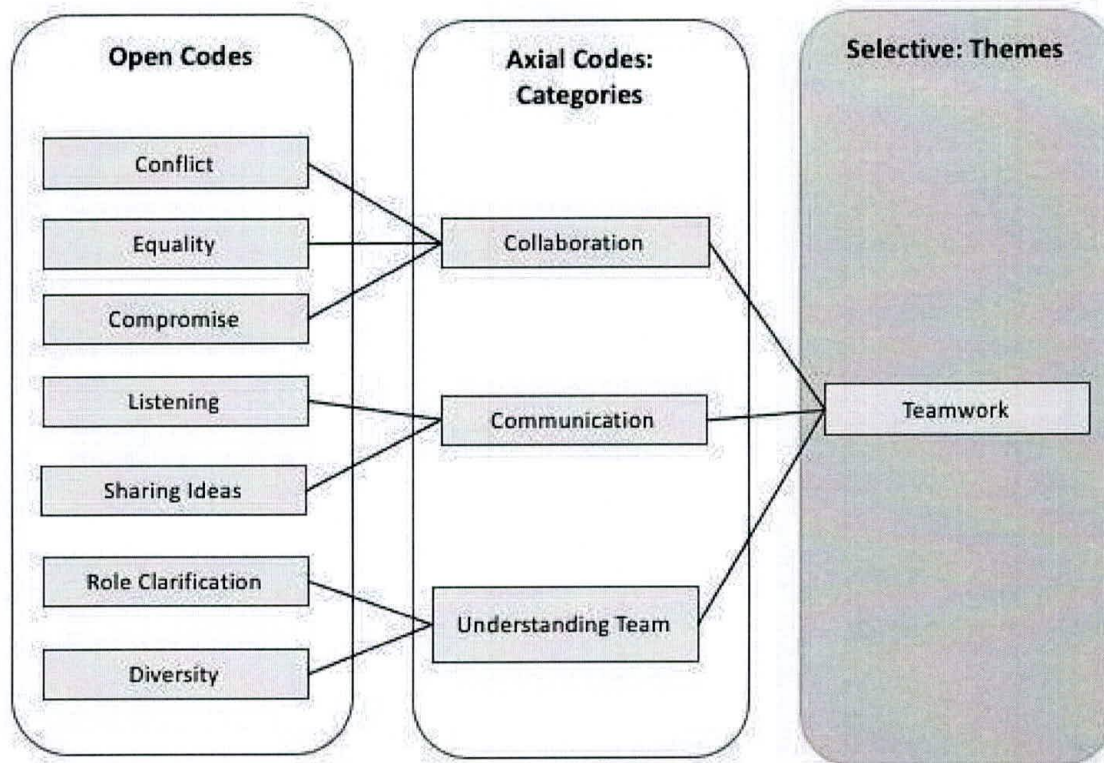 Open Codes
Conflict
Equality
Compromise
Listening
Sharing Ideas
Role Clarification
Diversity
Axial Codes:
Categories
Collaboration
Communication
Understanding Team
Selective: Themes
Teamwork